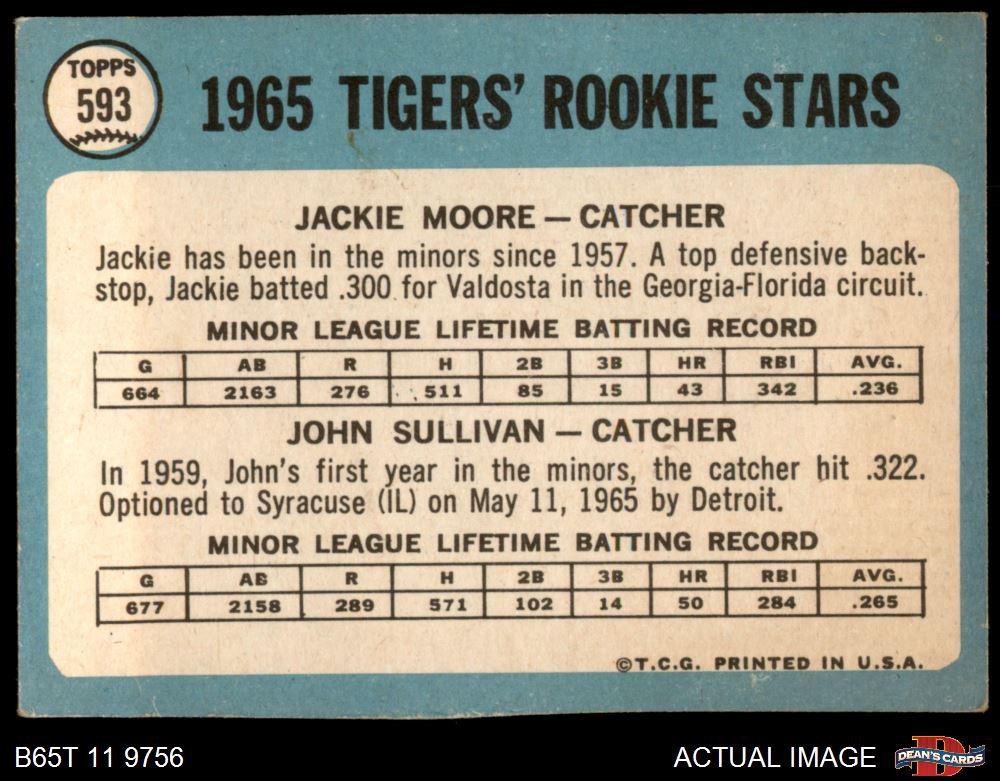 TOPPS
593
1965 TIGERS' ROOKIE STARS
JACKIE MOORE — CATCHER
Jackie has been in the minors since 1957. A top defensive back-
stop, Jackie batted .300 for Valdosta in the Georgia-Florida circuit.
MINOR LEAGUE LIFETIME BATTING RECORD
G AB R H 2B 3B HR RBI AVG.
664 2163 276 511 85 15 43 342 .236
JOHN SULLIVAN — CATCHER
In 1959, John's first year in the minors, the catcher hit .322.
Optioned to Syracuse (IL) on May 11, 1965 by Detroit.
MINOR LEAGUE LIFETIME BATTING RECORD
G AB R H 2B 3B HR RBI AVG.
677 2158 289 571 102 14 50 284 .265
©T.C.G. PRINTED IN U.S.A.
B65T 11 9756
ACTUAL IMAGE
D
DEAN'S CARDS